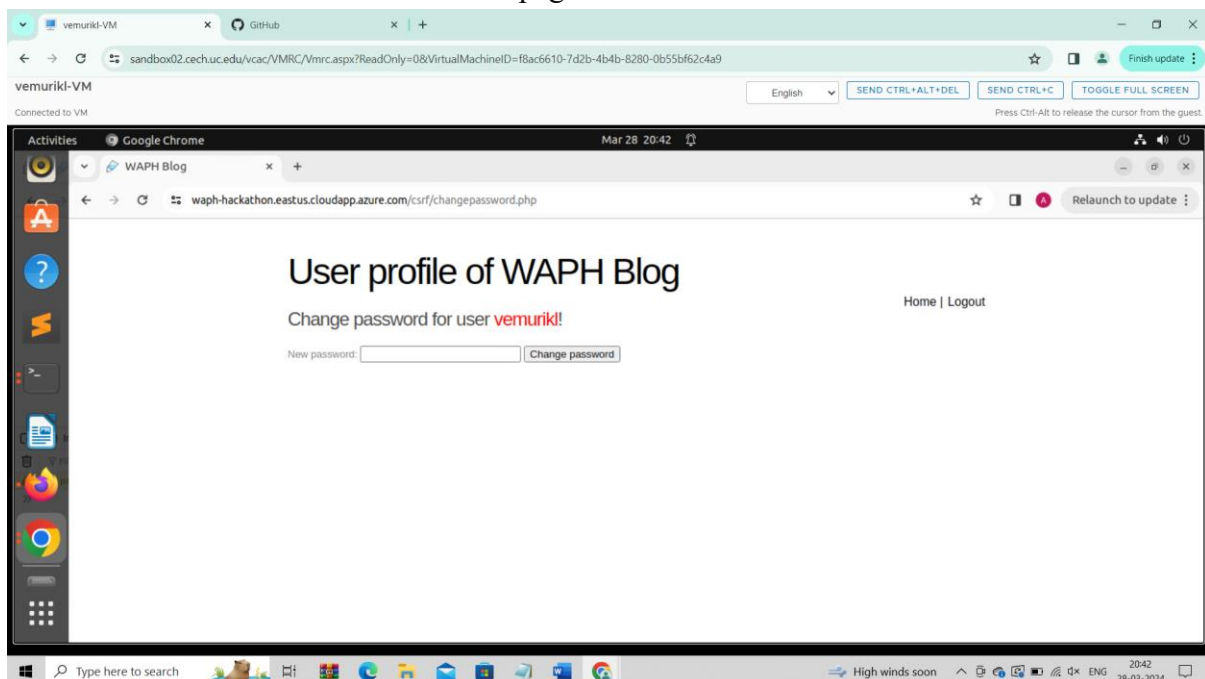 vemurikl-VM
GitHub
sandbox02.cech.uc.edu/vcac/VMRC/Vmrc.aspx?ReadOnly=0&VirtualMachineID=f8ac6610-7d2b-4b4b-8280-0b55bf62c4a9
Finish update
vemurikl-VM
English
SEND CTRL+ALT+DEL
SEND CTRL+C
TOGGLE FULL SCREEN
Connected to VM
Press Ctrl-Alt to release the cursor from the guest.
Activities
Google Chrome
Mar 28 20:42
WAPH Blog
waph-hackathon.eastus.cloudapp.azure.com/csrf/changepassword.php
Relaunch to update
User profile of WAPH Blog
Home | Logout
Change password for user vemurikl!
New password:
Change password
Type here to search
High winds soon
ENG
20:42
28-03-2024